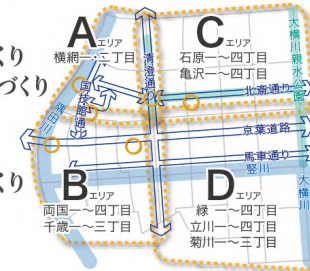 くり
づくり
くり
A エリア
横網一・二丁目
C エリア
石原一〜四丁目
亀沢一〜四丁目
清澄通り
大横川親水公園
国技館通り
北斎通り
隅田川
京葉道路
馬車通り
竪川
大横川
B エリア
両国一〜四丁目
千歳一〜三丁目
D エリア
緑 一〜四丁目
立川一〜四丁目
菊川一〜三丁目